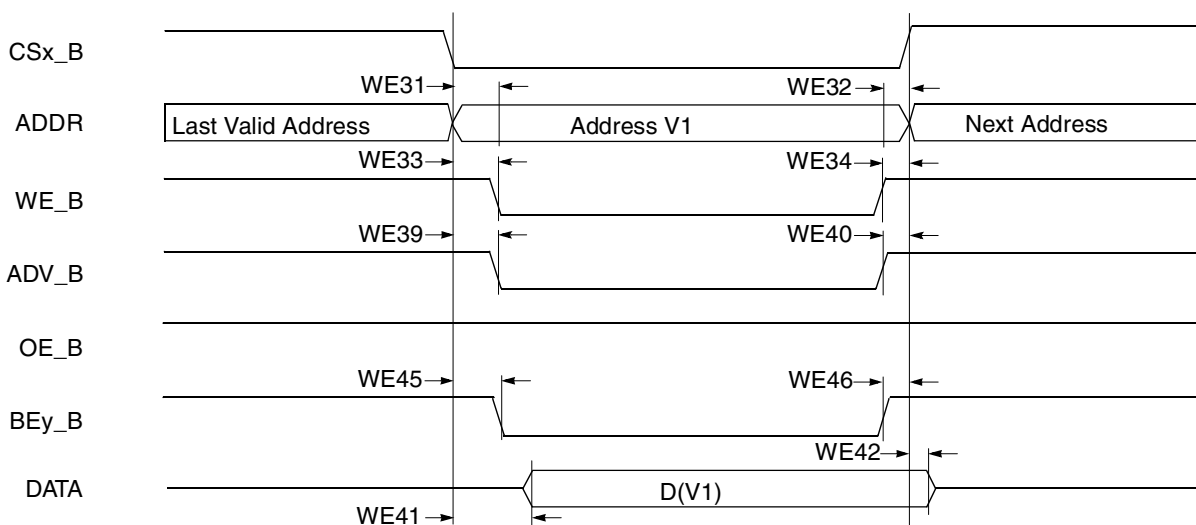 CSx_B
WE31
WE32
ADDR
Last Valid Address
Address V1
Next Address
WE33
WE34
WE_B
WE39
WE40
ADV_B
OE_B
WE45
WE46
BEy_B
WE42
DATA
D(V1)
WE41